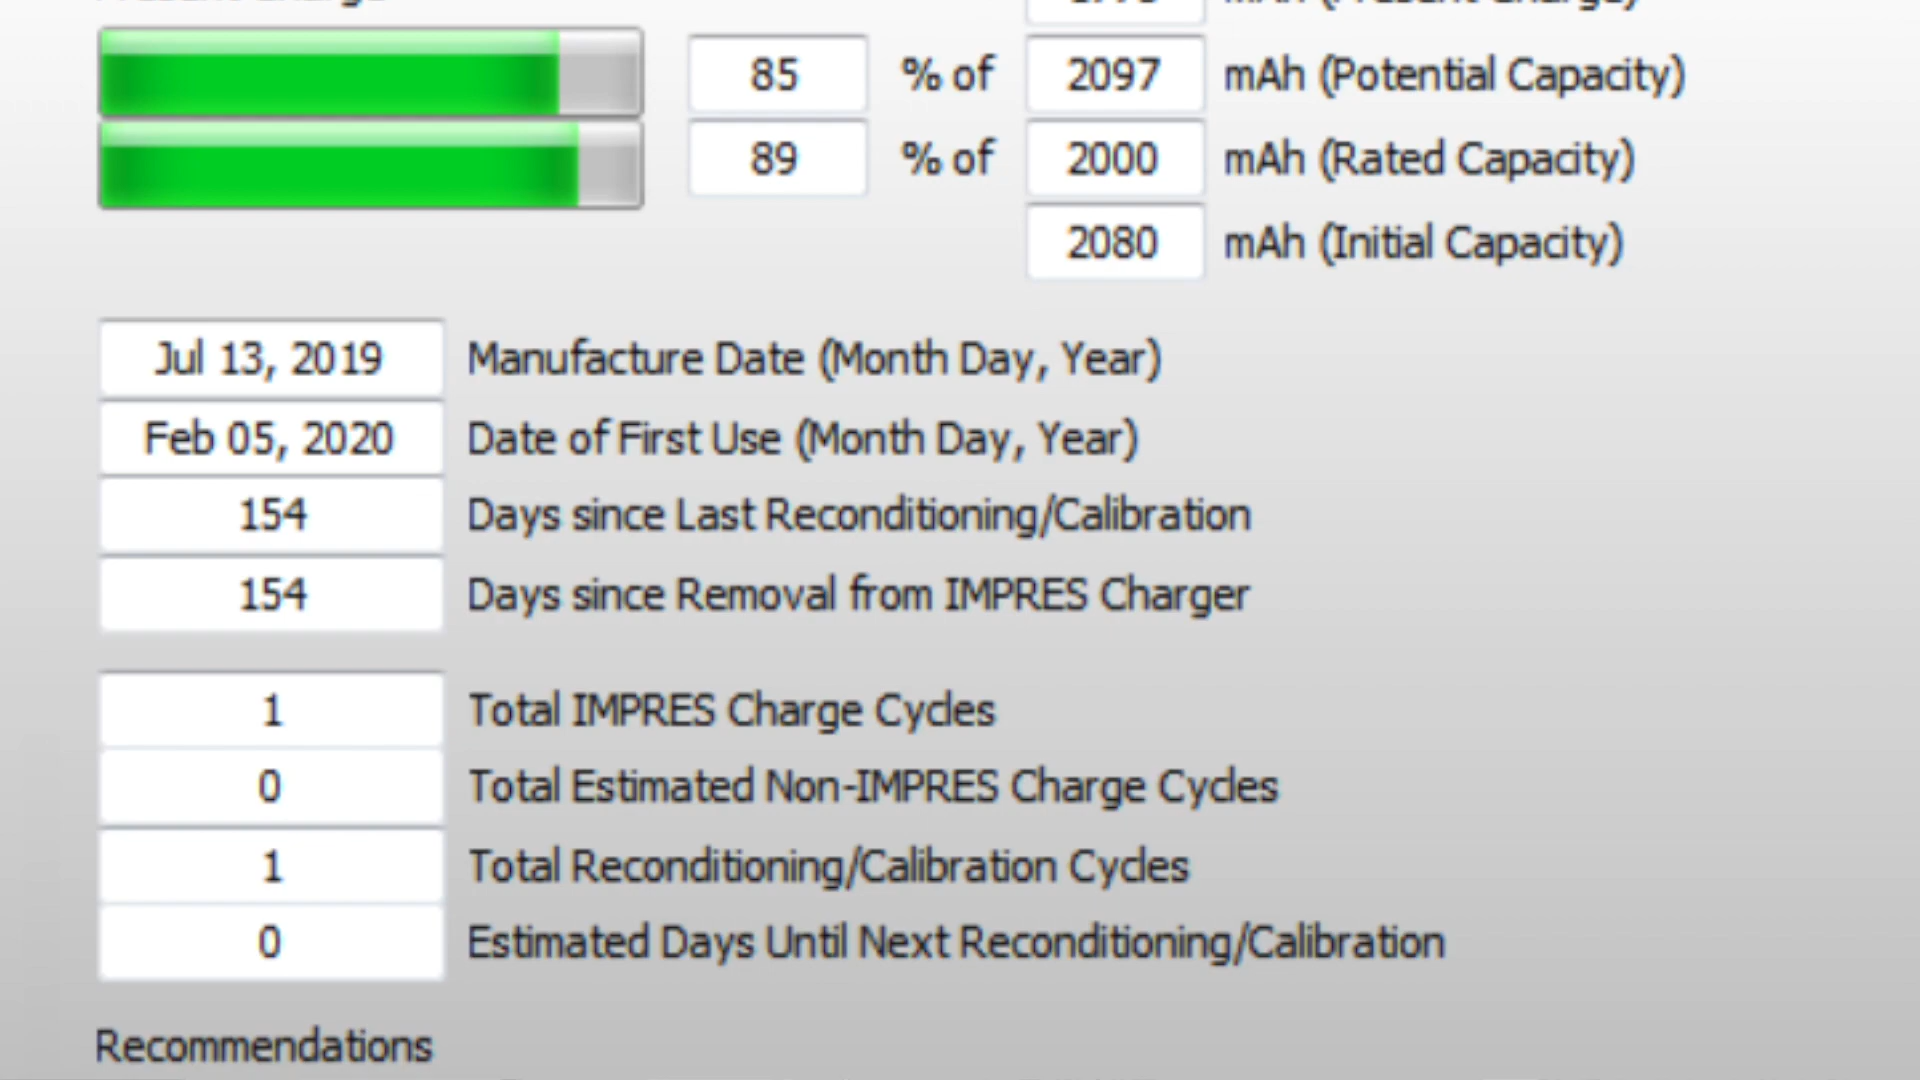 mAh (Present Charge)
85 % of 2097 mAh (Potential Capacity)
89 % of 2000 mAh (Rated Capacity)
2080 mAh (Initial Capacity)
Jul 13, 2019 Manufacture Date (Month Day, Year)
Feb 05, 2020 Date of First Use (Month Day, Year)
154 Days since Last Reconditioning/Calibration
154 Days since Removal from IMPRES Charger
1 Total IMPRES Charge Cycles
0 Total Estimated Non-IMPRES Charge Cycles
1 Total Reconditioning/Calibration Cycles
0 Estimated Days Until Next Reconditioning/Calibration
Recommendations